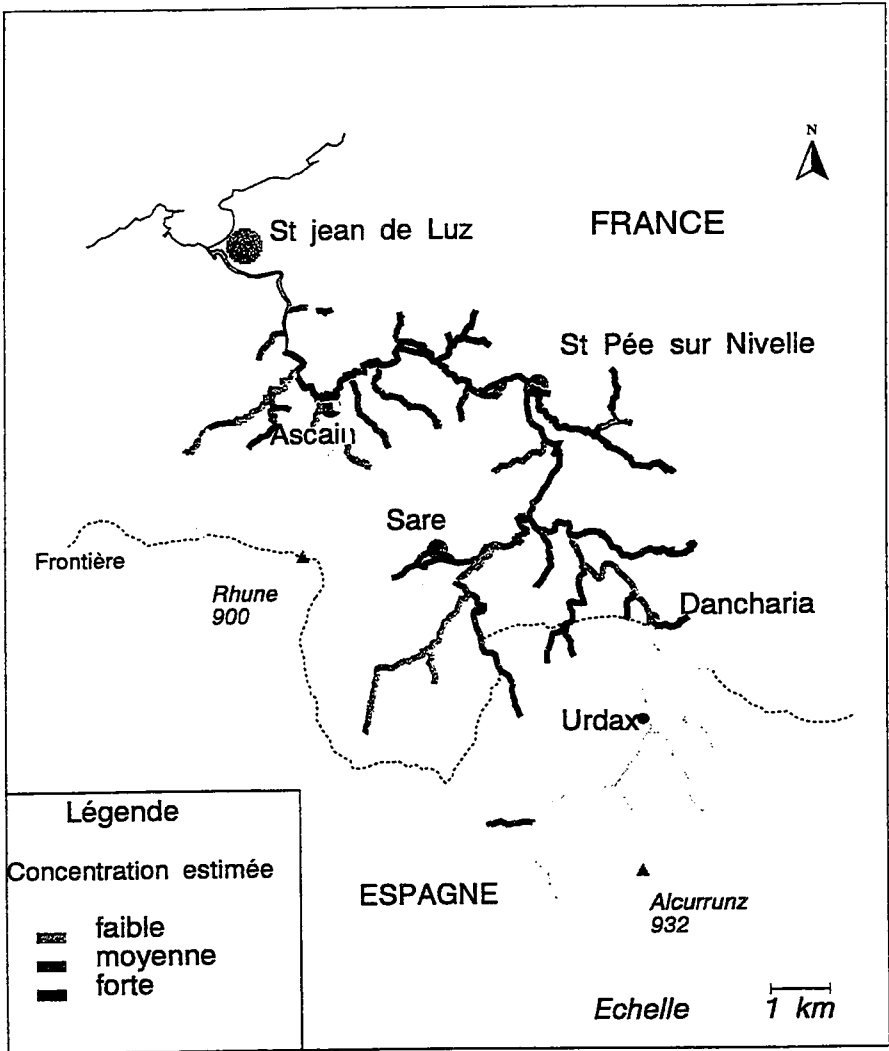 N
St jean de Luz
FRANCE
St Pée sur Nivelle
Ascain
Sare
Frontière
Rhune
900
Dancharia
Urdax
Légende
Concentration estimée
faible
moyenne
forte
ESPAGNE
Alcurrunz
932
Echelle
1 km